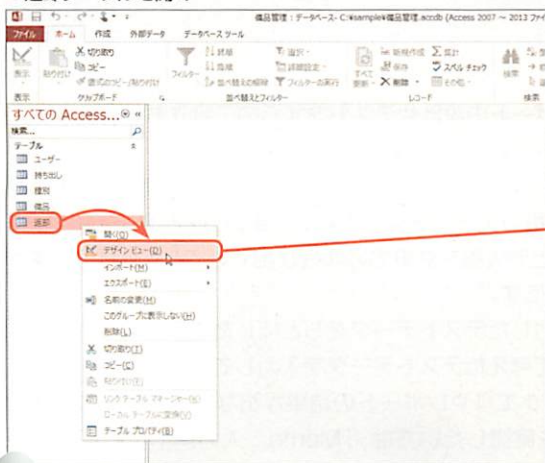 備品管理 : データベース- C:¥sample¥備品管理.accdb (Access 2007 ～ 2013 ファイ
ファイル ホーム 作成 外部データ データベース ツール
表示
貼り付け
切り取り
コピー
書式のコピー/貼り付け
フィルター
昇順
降順
並べ替えの解除
選択
詳細設定
フィルターの実行
すべて更新
新規作成
保存
削除
集計
スペル チェック
その他
検索
表示 クリップボード 並べ替えとフィルター レコード 検索
すべての Access...
検索...
テーブル
ユーザー
持ち出し
種別
備品
返却
開く(O)
デザイン ビュー(D)
インポート(M)
エクスポート(E)
名前の変更(M)
このグループに表示しない(H)
削除(L)
切り取り(T)
コピー(C)
貼り付け(P)
リンク テーブル マネージャー(K)
ローカル テーブルに変換(V)
テーブル プロパティ(B)